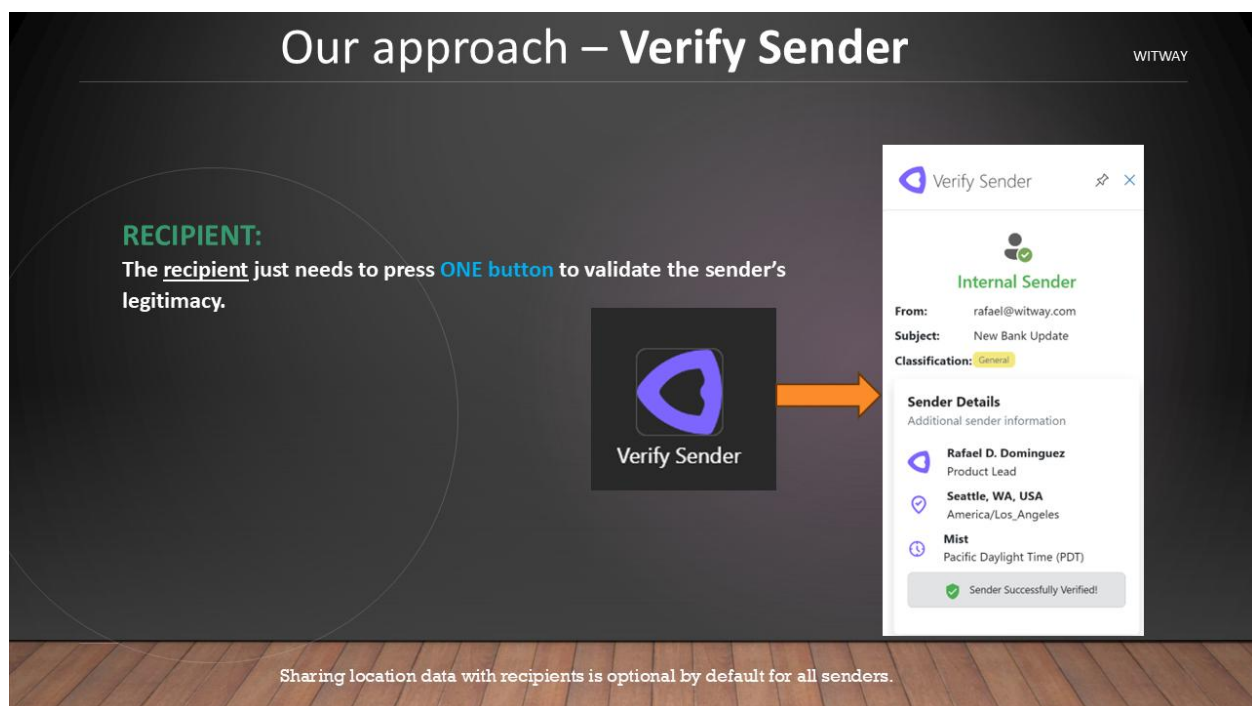 Our approach – Verify Sender
WITWAY
RECIPIENT:
The recipient just needs to press ONE button to validate the sender's
legitimacy.
Verify Sender
Verify Sender
Internal Sender
From: rafael@witway.com
Subject: New Bank Update
Classification: General
Sender Details
Additional sender information
Rafael D. Dominguez
Product Lead
Seattle, WA, USA
America/Los_Angeles
Mist
Pacific Daylight Time (PDT)
Sender Successfully Verified!
Sharing location data with recipients is optional by default for all senders.